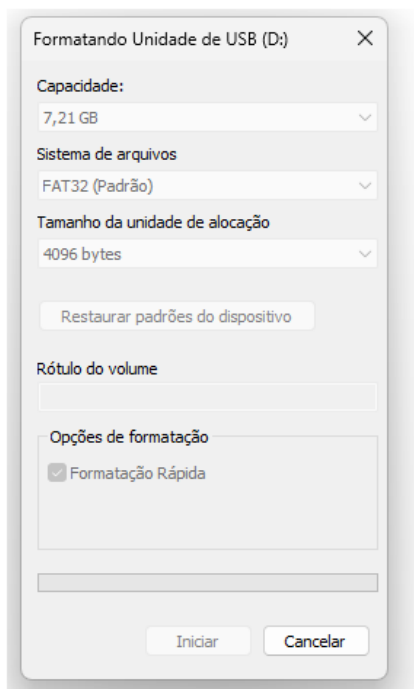 Formatando Unidade de USB (D:)
Capacidade:
7,21 GB
Sistema de arquivos
FAT32 (Padrão)
Tamanho da unidade de alocação
4096 bytes
Restaurar padrões do dispositivo
Rótulo do volume
Opções de formatação
Formatação Rápida
Iniciar
Cancelar